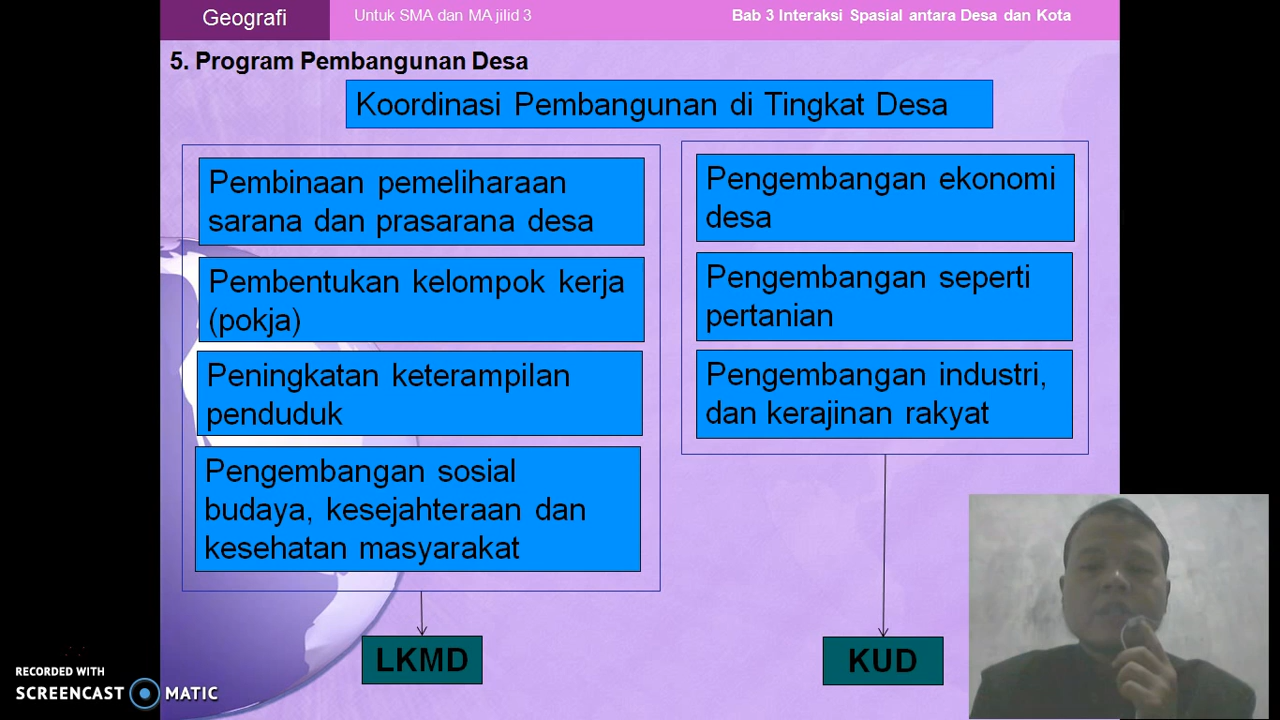 Geografi
Untuk SMA dan MA jilid 3
Bab 3 Interaksi Spasial antara Desa dan Kota
5. Program Pembangunan Desa
Koordinasi Pembangunan di Tingkat Desa
Pembinaan pemeliharaan
sarana dan prasarana desa
Pembentukan kelompok kerja
(pokja)
Peningkatan keterampilan
penduduk
Pengembangan sosial
budaya, kesejahteraan dan
kesehatan masyarakat
LKMD
Pengembangan ekonomi
desa
Pengembangan seperti
pertanian
Pengembangan industri,
dan kerajinan rakyat
KUD
RECORDED WITH
SCREENCAST MATIC